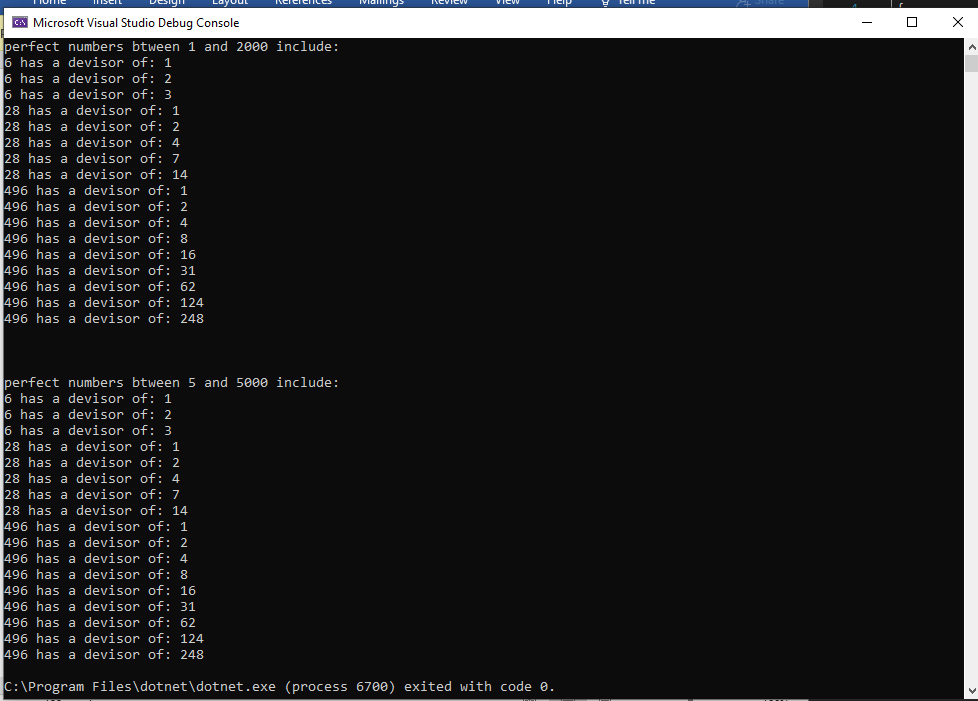 Home Insert Design Layout References Mailings Review View Help Tell me Share
Microsoft Visual Studio Debug Console
perfect numbers btween 1 and 2000 include:
6 has a devisor of: 1
6 has a devisor of: 2
6 has a devisor of: 3
28 has a devisor of: 1
28 has a devisor of: 2
28 has a devisor of: 4
28 has a devisor of: 7
28 has a devisor of: 14
496 has a devisor of: 1
496 has a devisor of: 2
496 has a devisor of: 4
496 has a devisor of: 8
496 has a devisor of: 16
496 has a devisor of: 31
496 has a devisor of: 62
496 has a devisor of: 124
496 has a devisor of: 248
perfect numbers btween 5 and 5000 include:
6 has a devisor of: 1
6 has a devisor of: 2
6 has a devisor of: 3
28 has a devisor of: 1
28 has a devisor of: 2
28 has a devisor of: 4
28 has a devisor of: 7
28 has a devisor of: 14
496 has a devisor of: 1
496 has a devisor of: 2
496 has a devisor of: 4
496 has a devisor of: 8
496 has a devisor of: 16
496 has a devisor of: 31
496 has a devisor of: 62
496 has a devisor of: 124
496 has a devisor of: 248
C:\Program Files\dotnet\dotnet.exe (process 6700) exited with code 0.